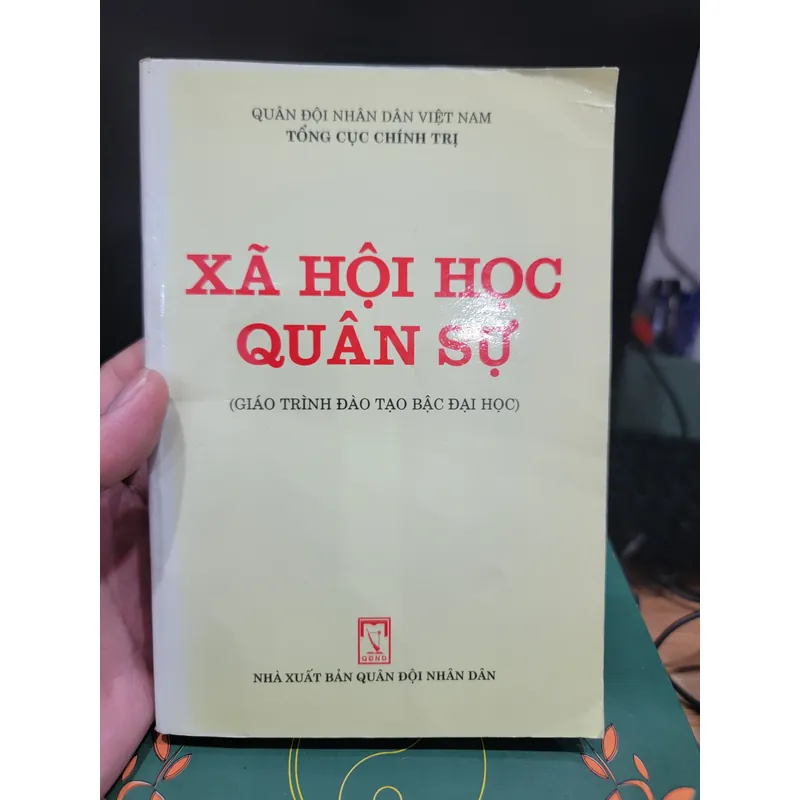 QUÂN ĐỘI NHÂN DÂN VIỆT NAM
TỔNG CỤC CHÍNH TRỊ
XÃ HỘI HỌC
QUÂN SỰ
(GIÁO TRÌNH ĐÀO TẠO BẬC ĐẠI HỌC)
QĐND
NHÀ XUẤT BẢN QUÂN ĐỘI NHÂN DÂN